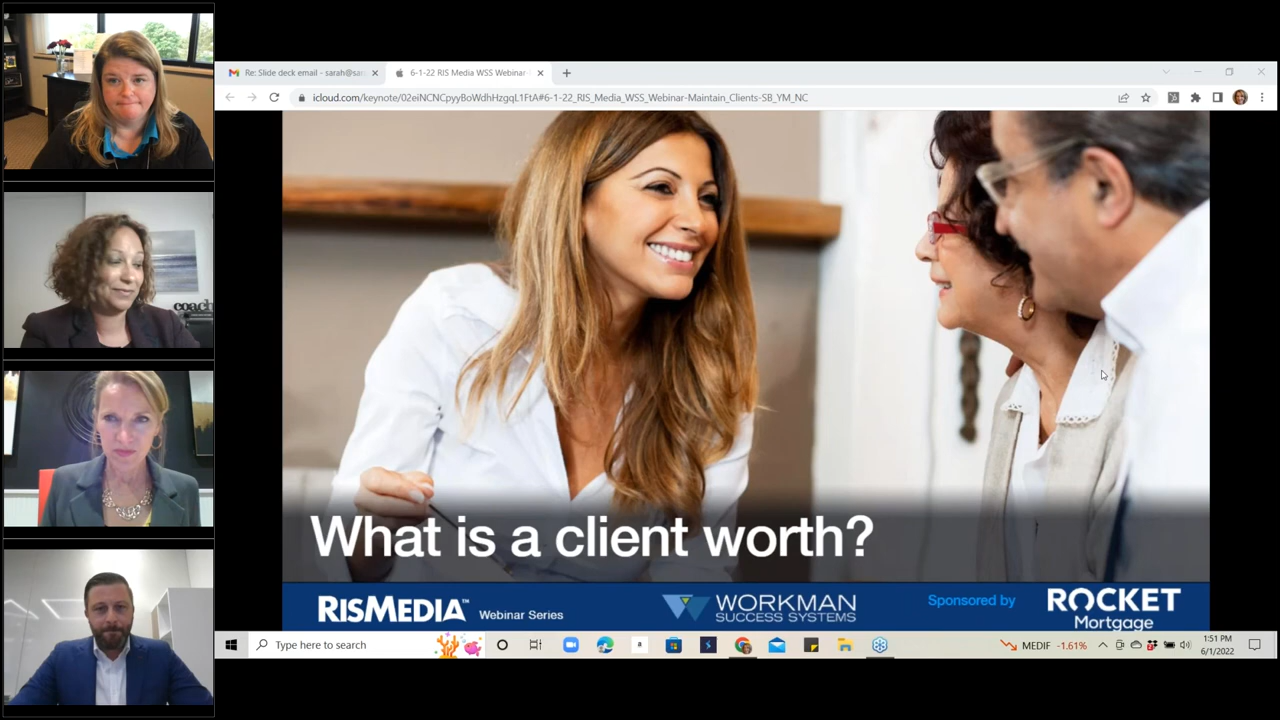 coach
Re: Slide deck email - sarah@sar
6-1-22 RIS Media WSS Webinar-
icloud.com/keynote/02eiNCNCpyyBoWdhHzgqL1FtA#6-1-22_RIS_Media_WSS_Webinar-Maintain_Clients-SB_YM_NC
What is a client worth?
RISMEDIA™ Webinar Series
WORKMAN
SUCCESS SYSTEMS
Sponsored by
ROCKET
Mortgage
Type here to search
a
MEDIF -1.61%
1:51 PM
6/1/2022